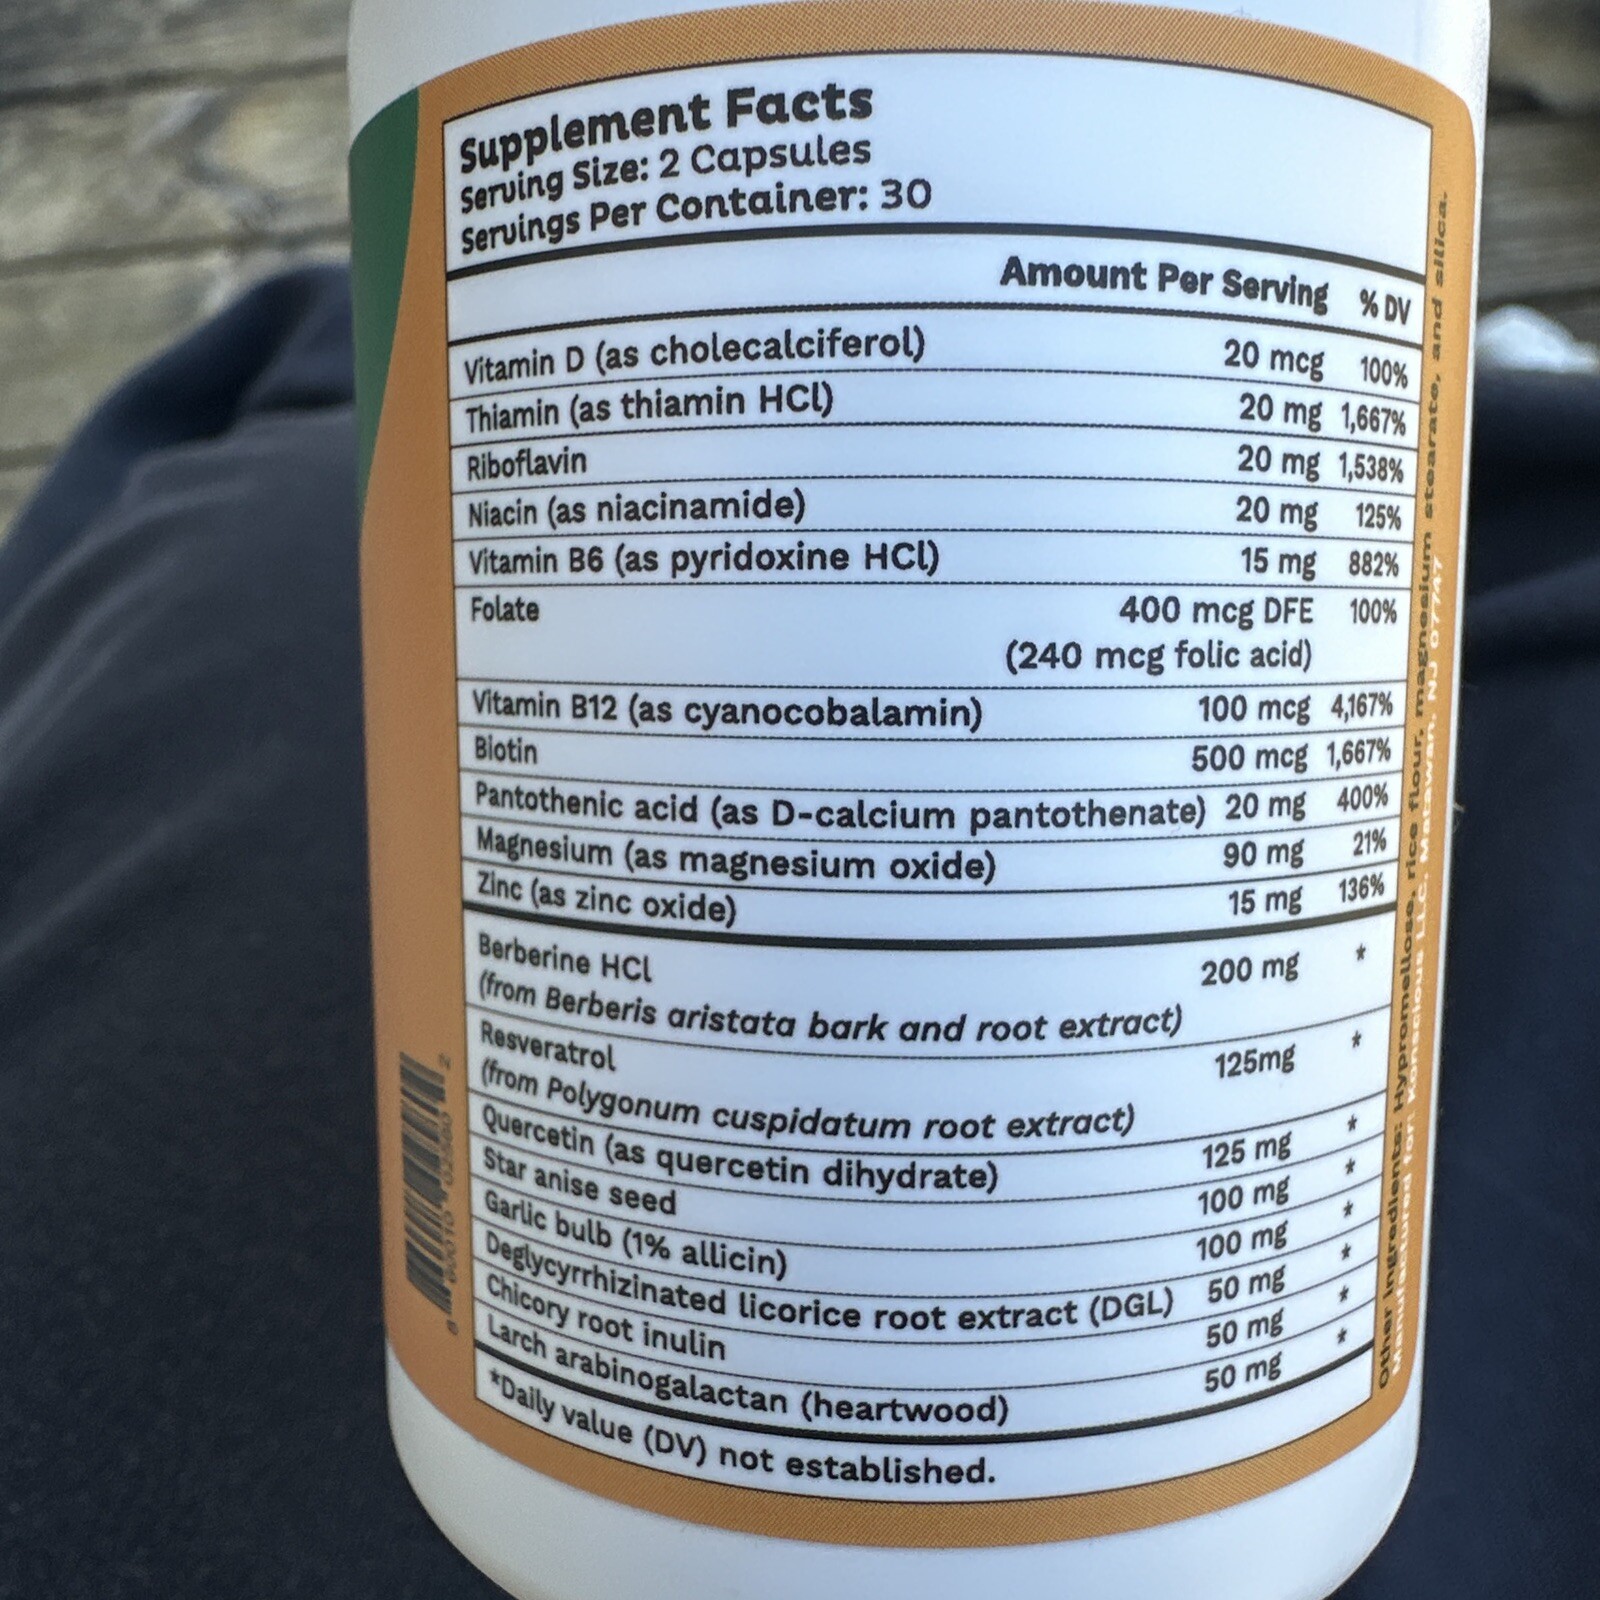 Supplement Facts
Serving Size: 2 Capsules
Servings Per Container: 30
Amount Per Serving % DV
Vitamin D (as cholecalciferol) 20 mcg 100%
Thiamin (as thiamin HCl) 20 mg 1,667%
Riboflavin 20 mg 1,538%
Niacin (as niacinamide) 20 mg 125%
Vitamin B6 (as pyridoxine HCl) 15 mg 882%
Folate 400 mcg DFE 100%
(240 mcg folic acid)
Vitamin B12 (as cyanocobalamin) 100 mcg 4,167%
Biotin 500 mcg 1,667%
Pantothenic acid (as D-calcium pantothenate) 20 mg 400%
Magnesium (as magnesium oxide) 90 mg 21%
Zinc (as zinc oxide) 15 mg 136%
Berberine HCl 200 mg *
(from Berberis aristata bark and root extract)
Resveratrol 125mg *
(from Polygonum cuspidatum root extract)
Quercetin (as quercetin dihydrate) 125 mg *
Star anise seed 100 mg *
Garlic bulb (1% allicin) 100 mg *
Deglycyrrhizinated licorice root extract (DGL) 50 mg *
Chicory root inulin 50 mg *
Larch arabinogalactan (heartwood) 50 mg *
*Daily value (DV) not established.
Other ingredients: Hypromellose, rice flour, magnesium stearate, and silica.
Manufactured for: Konscious LLC, Matawan, NJ 07747